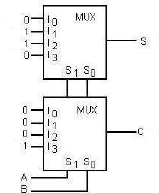 0 I0 MUX
1 I1
1 I2 S
0 I3
S1 S0
0 I0 MUX
0 I1
0 I2 C
1 I3
S1 S0
A
B